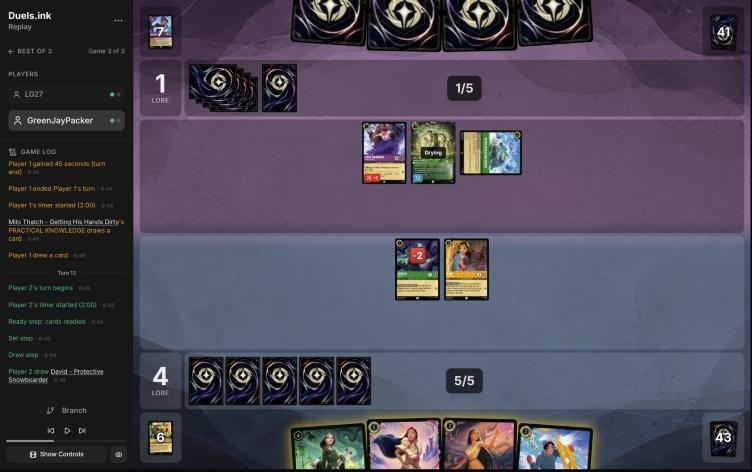 Duels.ink
Replay
...
← BEST OF 3
Game 3 of 3
PLAYERS
LG27
GreenJayPacker
GAME LOG
Player 1 gained 45 seconds (turn
end) · 6:49
Player 1 ended Player 1's turn · 6:49
Player 1's timer started (2:00) · 6:49
Milo Thatch - Getting His Hands Dirty's
PRACTICAL KNOWLEDGE draws a
card · 6:49
Player 1 drew a card · 6:49
Turn 13
Player 2's turn begins · 6:49
Player 2's timer started (2:00) · 6:49
Ready step: cards readied · 6:49
Set step · 6:49
Draw step · 6:49
Player 2 drew David - Protective
Snowboarder · 6:49
Branch
Show Controls
7
41
1
LORE
1/5
Drying
+2
-2
4
LORE
5/5
6
43